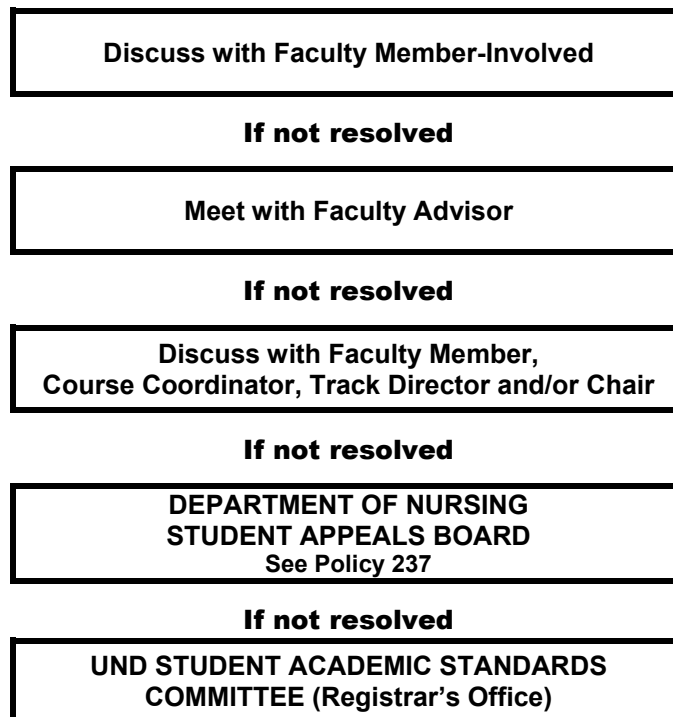 Discuss with Faculty Member-Involved
If not resolved
Meet with Faculty Advisor
If not resolved
Discuss with Faculty Member,
Course Coordinator, Track Director and/or Chair
If not resolved
DEPARTMENT OF NURSING
STUDENT APPEALS BOARD
See Policy 237
If not resolved
UND STUDENT ACADEMIC STANDARDS
COMMITTEE (Registrar's Office)